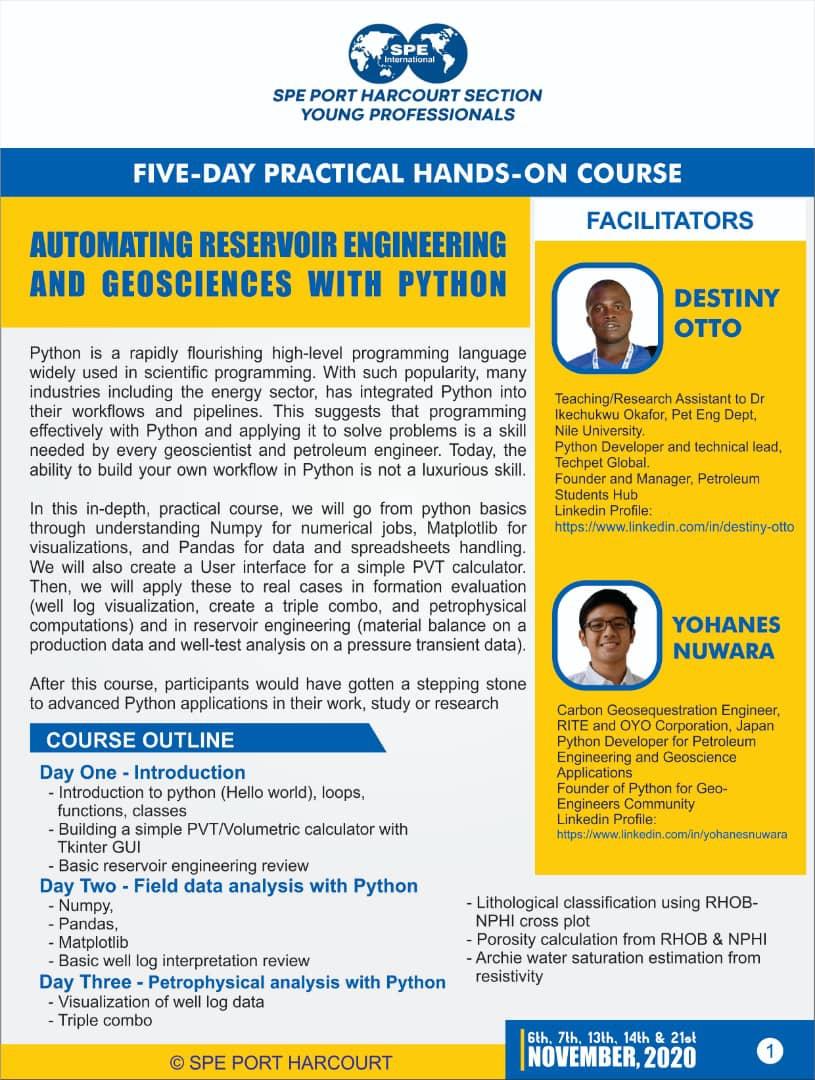 SPE
International
SPE PORT HARCOURT SECTION
YOUNG PROFESSIONALS
FIVE-DAY PRACTICAL HANDS-ON COURSE
AUTOMATING RESERVOIR ENGINEERING
AND GEOSCIENCES WITH PYTHON
Python is a rapidly flourishing high-level programming language
widely used in scientific programming. With such popularity, many
industries including the energy sector, has integrated Python into
their workflows and pipelines. This suggests that programming
effectively with Python and applying it to solve problems is a skill
needed by every geoscientist and petroleum engineer. Today, the
ability to build your own workflow in Python is not a luxurious skill.
In this in-depth, practical course, we will go from python basics
through understanding Numpy for numerical jobs, Matplotlib for
visualizations, and Pandas for data and spreadsheets handling.
We will also create a User interface for a simple PVT calculator.
Then, we will apply these to real cases in formation evaluation
(well log visualization, create a triple combo, and petrophysical
computations) and in reservoir engineering (material balance on a
production data and well-test analysis on a pressure transient data).
After this course, participants would have gotten a stepping stone
to advanced Python applications in their work, study or research
FACILITATORS
DESTINY
OTTO
Teaching/Research Assistant to Dr
Ikechukwu Okafor, Pet Eng Dept,
Nile University.
Python Developer and technical lead,
Techpet Global.
Founder and Manager, Petroleum
Students Hub
Linkedin Profile:
https://www.linkedin.com/in/destiny-otto
YOHANES
NUWARA
Carbon Geosequestration Engineer,
RITE and OYO Corporation, Japan
Python Developer for Petroleum
Engineering and Geoscience
Applications
Founder of Python for Geo-
Engineers Community
Linkedin Profile:
https://www.linkedin.com/in/yohanesnuwara
COURSE OUTLINE
Day One - Introduction
- Introduction to python (Hello world), loops,
functions, classes
- Building a simple PVT/Volumetric calculator with
Tkinter GUI
- Basic reservoir engineering review
Day Two - Field data analysis with Python
- Numpy,
- Pandas,
- Matplotlib
- Basic well log interpretation review
Day Three - Petrophysical analysis with Python
- Visualization of well log data
- Triple combo
- Lithological classification using RHOB-
NPHI cross plot
- Porosity calculation from RHOB & NPHI
- Archie water saturation estimation from
resistivity
© SPE PORT HARCOURT
6th, 7th, 13th, 14th & 21st
NOVEMBER, 2020
1